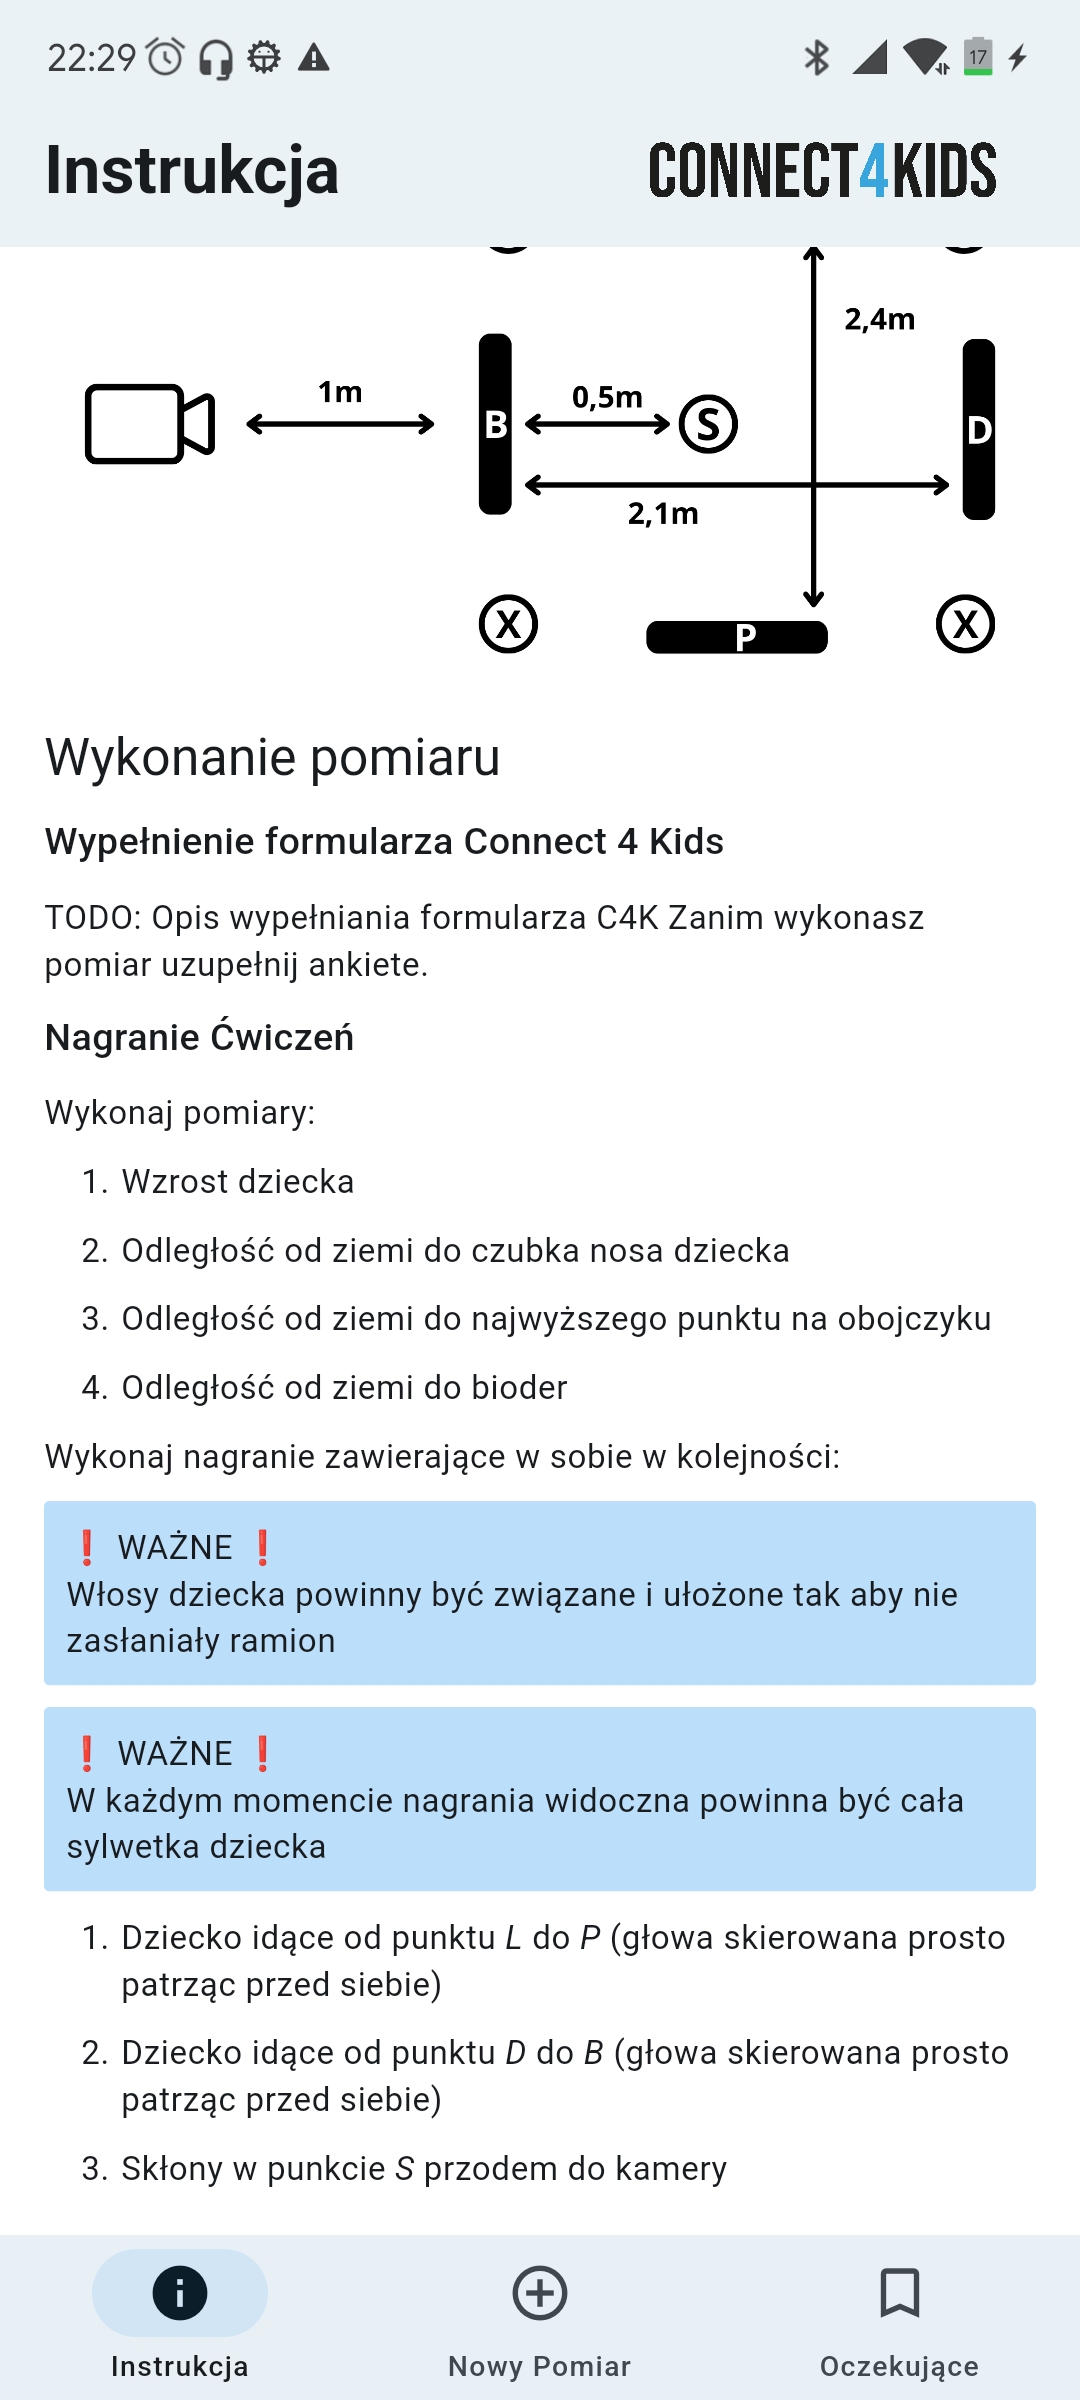 22:29
17
Instrukcja
CONNECT4KIDS
2,4m
1m
0,5m
B
S
D
2,1m
X
P
X
Wykonanie pomiaru
Wypełnienie formularza Connect 4 Kids
TODO: Opis wypełniania formularza C4K Zanim wykonasz
pomiar uzupełnij ankiete.
Nagranie Ćwiczeń
Wykonaj pomiary:
1. Wzrost dziecka
2. Odległość od ziemi do czubka nosa dziecka
3. Odległość od ziemi do najwyższego punktu na obojczyku
4. Odległość od ziemi do bioder
Wykonaj nagranie zawierające w sobie w kolejności:
❗ WAŻNE ❗
Włosy dziecka powinny być związane i ułożone tak aby nie
zasłaniały ramion
❗ WAŻNE ❗
W każdym momencie nagrania widoczna powinna być cała
sylwetka dziecka
1. Dziecko idące od punktu L do P (głowa skierowana prosto
patrząc przed siebie)
2. Dziecko idące od punktu D do B (głowa skierowana prosto
patrząc przed siebie)
3. Skłony w punkcie S przodem do kamery
Instrukcja
Nowy Pomiar
Oczekujące